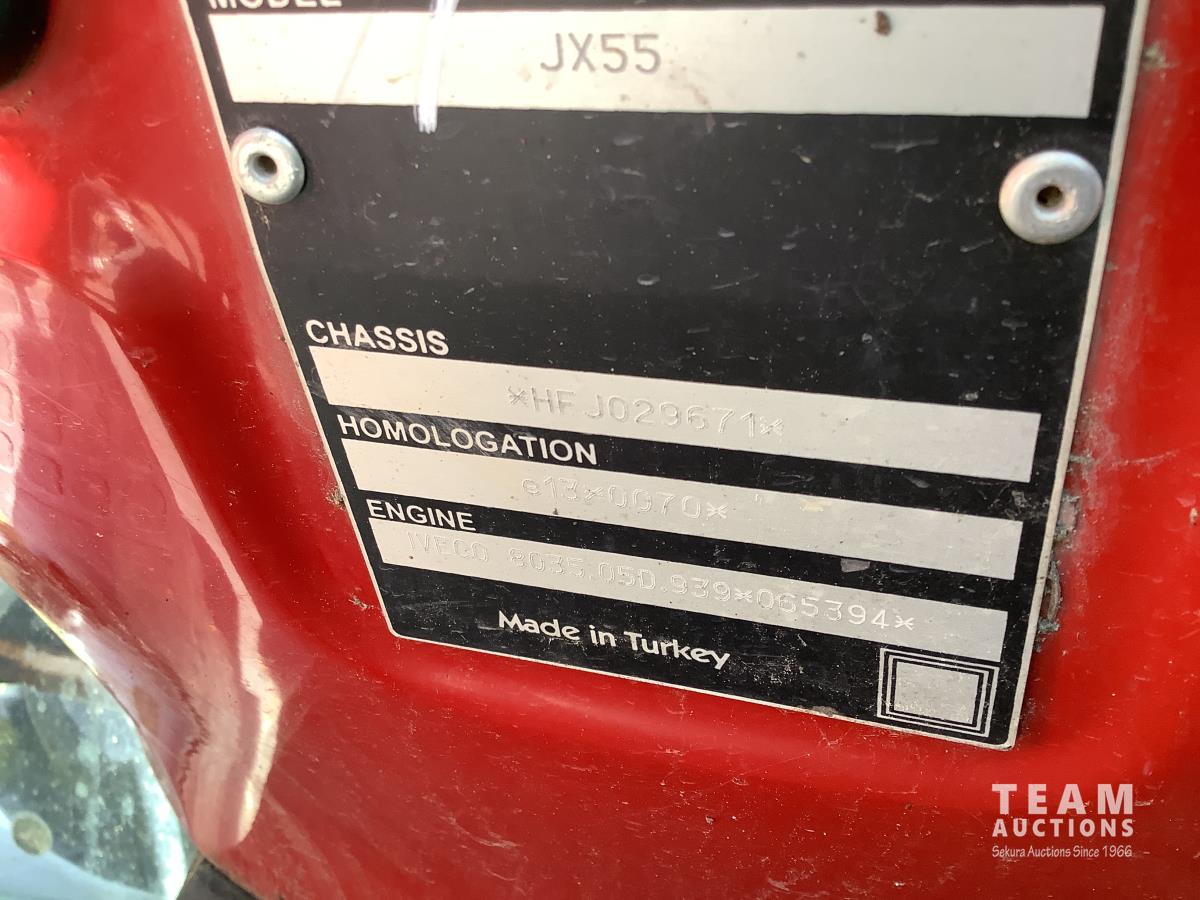 MODEL
JX55
CHASSIS
*HFJ029671*
HOMOLOGATION
e13*0070*
ENGINE
IVECO 8035.05D.939*065394*
Made in Turkey
TEAM
AUCTIONS
Sekura Auctions Since 1966